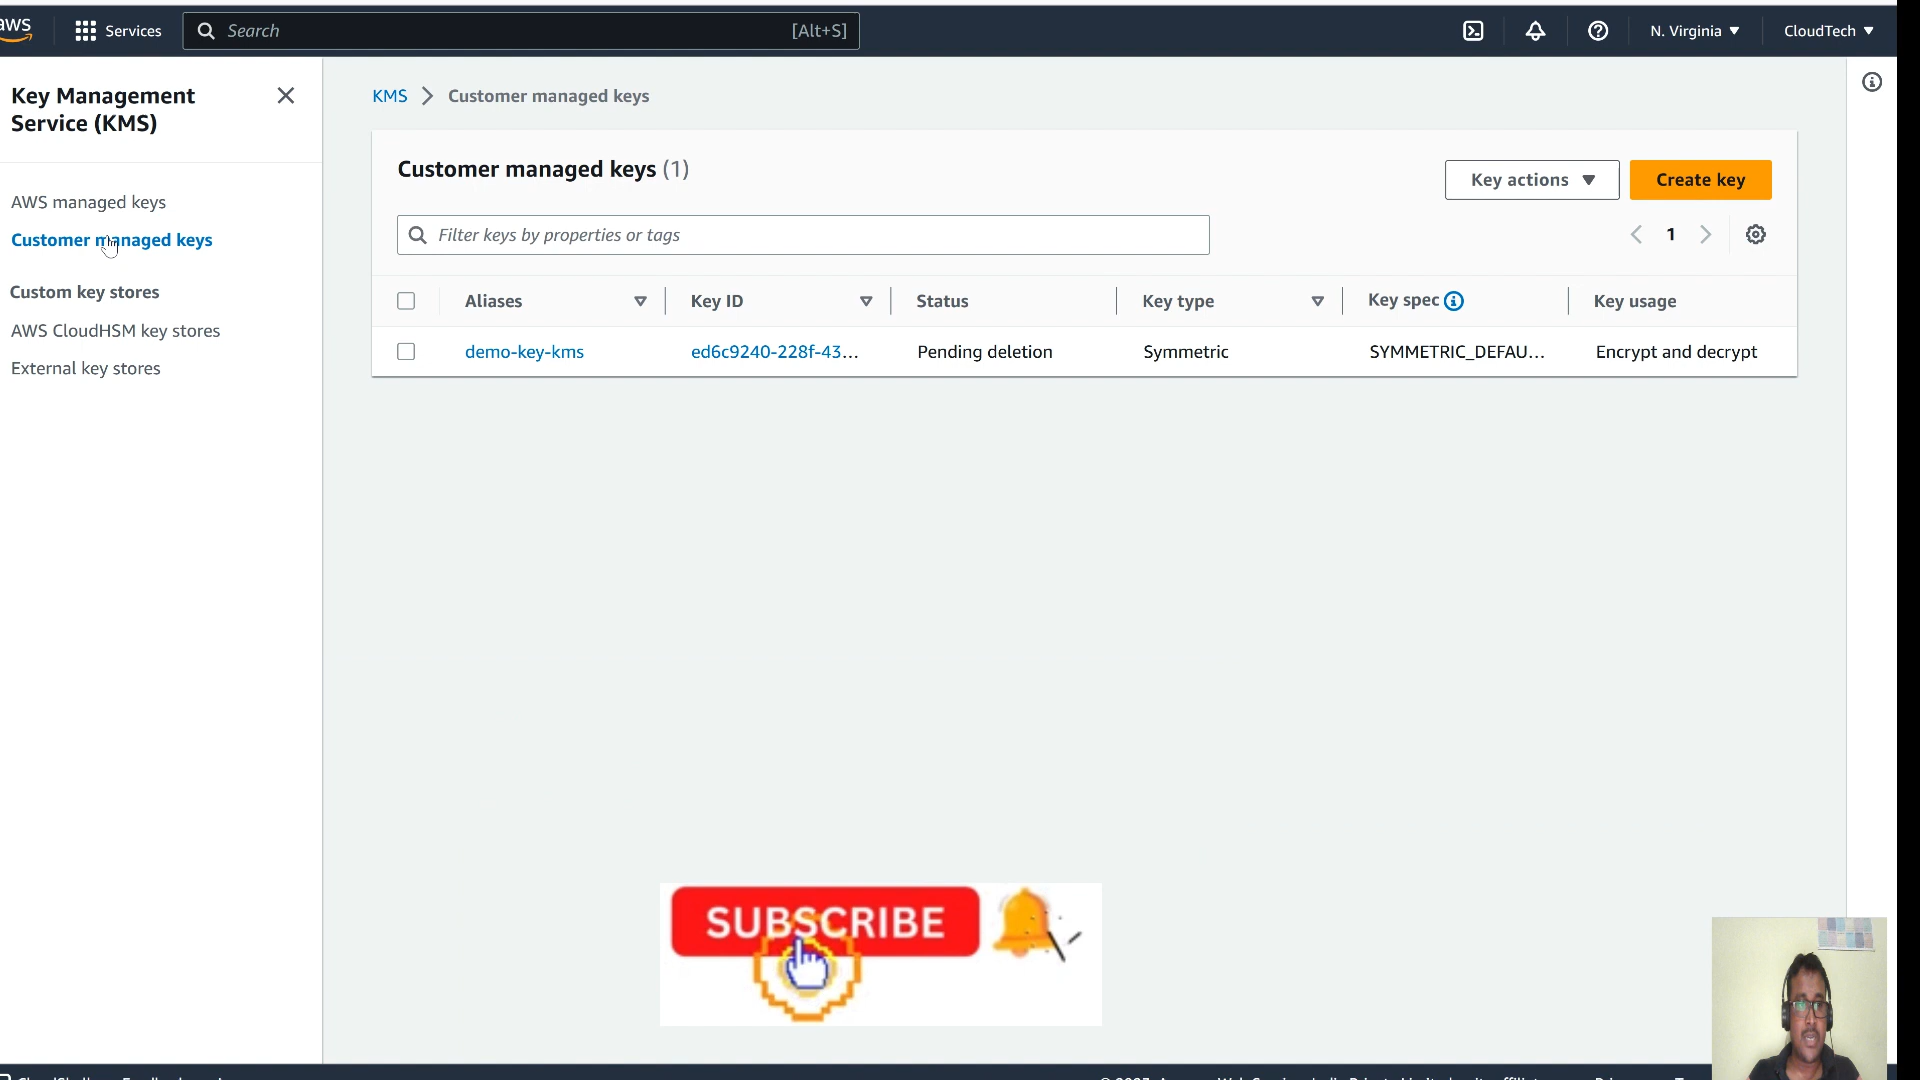 aws
Services
Search
[Alt+S]
N. Virginia
CloudTech
Key Management
Service (KMS)
AWS managed keys
Customer managed keys
Custom key stores
AWS CloudHSM key stores
External key stores
KMS
Customer managed keys
Customer managed keys (1)
Key actions
Create key
Filter keys by properties or tags
1
Aliases
Key ID
Status
Key type
Key spec
Key usage
demo-key-kms
ed6c9240-228f-43...
Pending deletion
Symmetric
SYMMETRIC_DEFAU...
Encrypt and decrypt
SUBSCRIBE